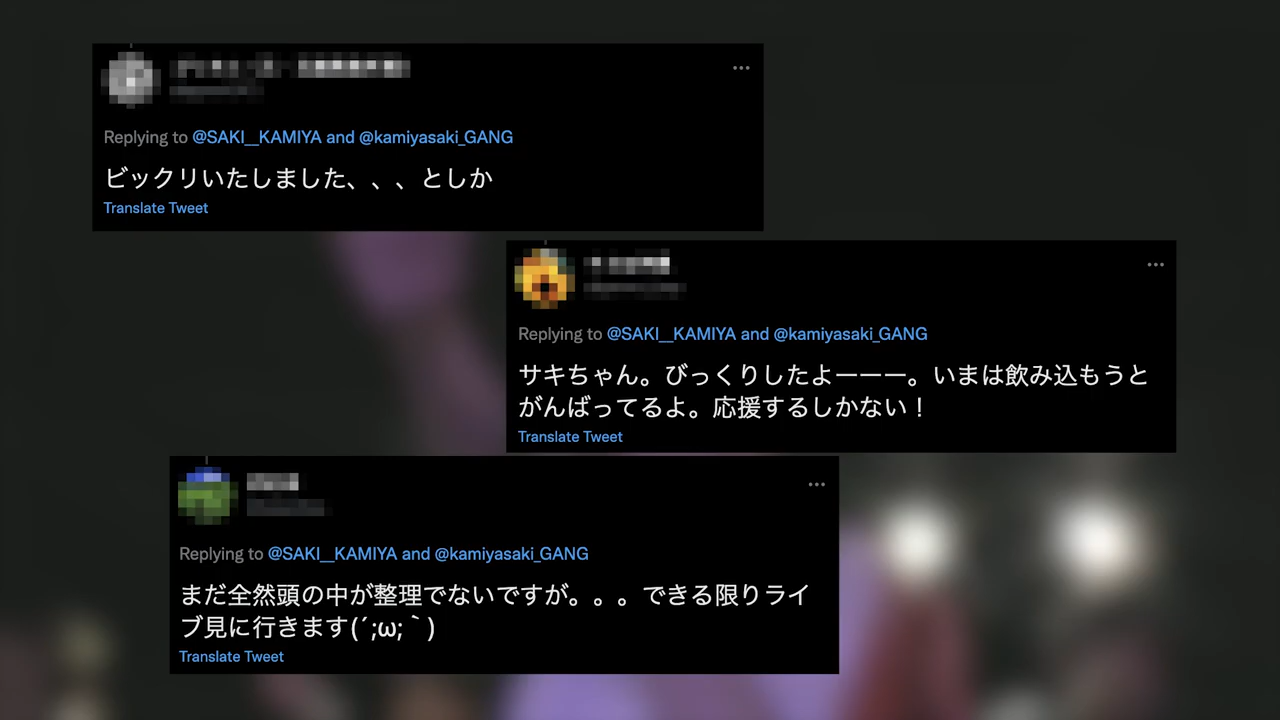 Replying to @SAKI__KAMIYA and @kamiyasaki_GANG
ビックリいたしました、、、としか
Translate Tweet
Replying to @SAKI__KAMIYA and @kamiyasaki_GANG
サキちゃん。びっくりしたよーーー。いまは飲み込もうと
がんばってるよ。応援するしかない！
Translate Tweet
Replying to @SAKI__KAMIYA and @kamiyasaki_GANG
まだ全然頭の中が整理でないですが。。。できる限りライ
ブ見に行きます(´;ω;｀)
Translate Tweet